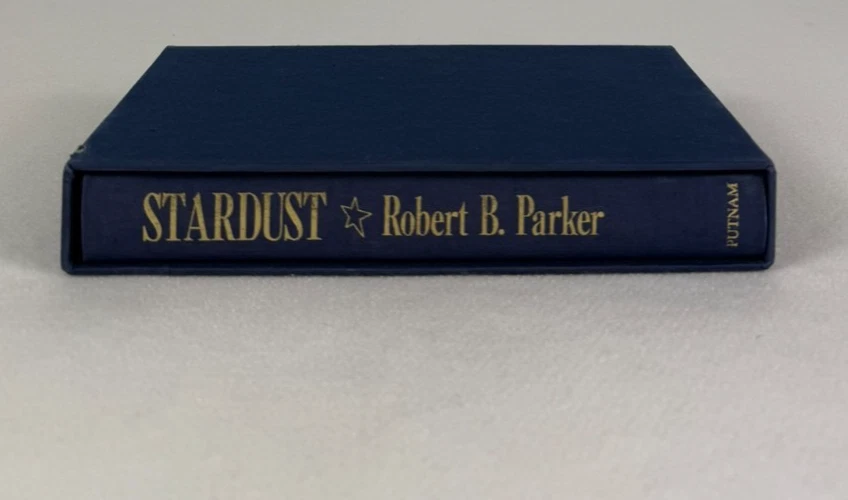 STARDUST ☆ Robert B. Parker
PUTNAM